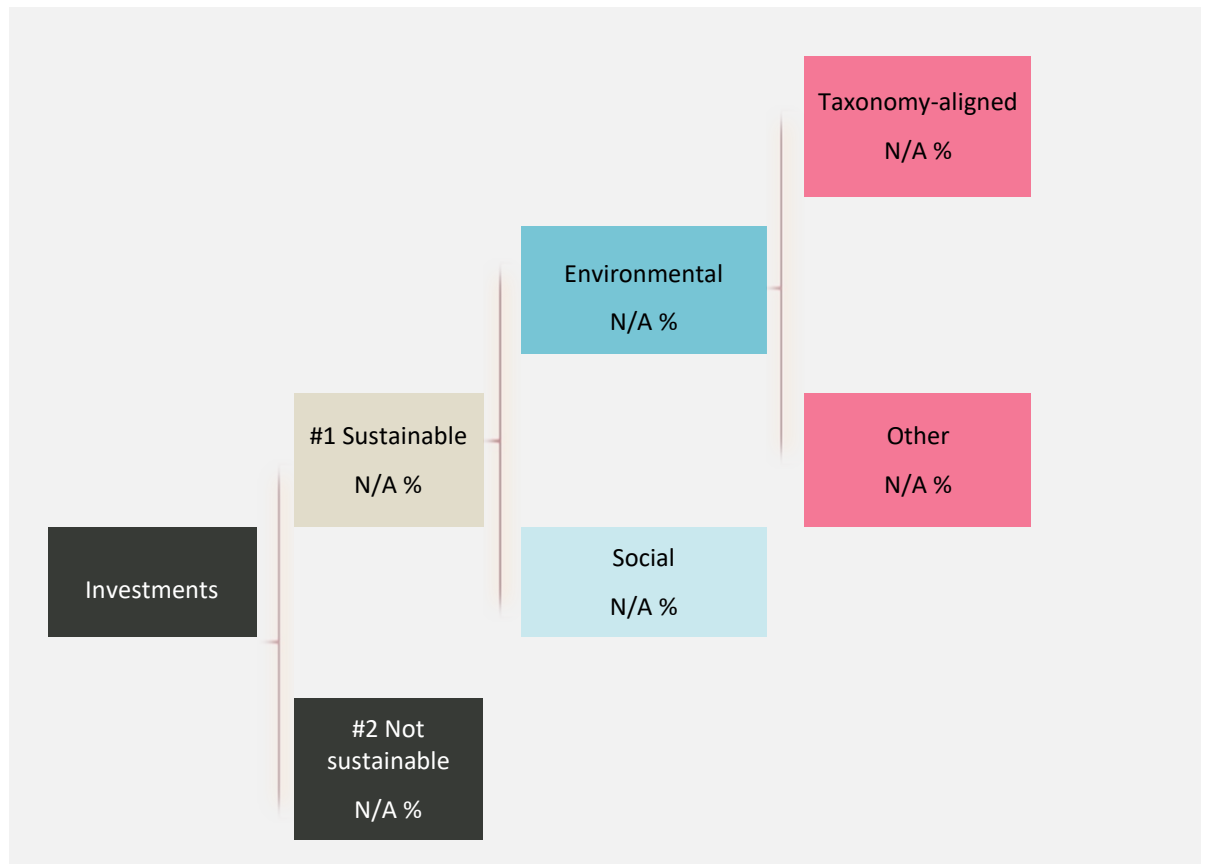 Taxonomy-aligned
N/A %
Environmental
N/A %
#1 Sustainable
N/A %
Other
N/A %
Investments
Social
N/A %
#2 Not
sustainable
N/A %